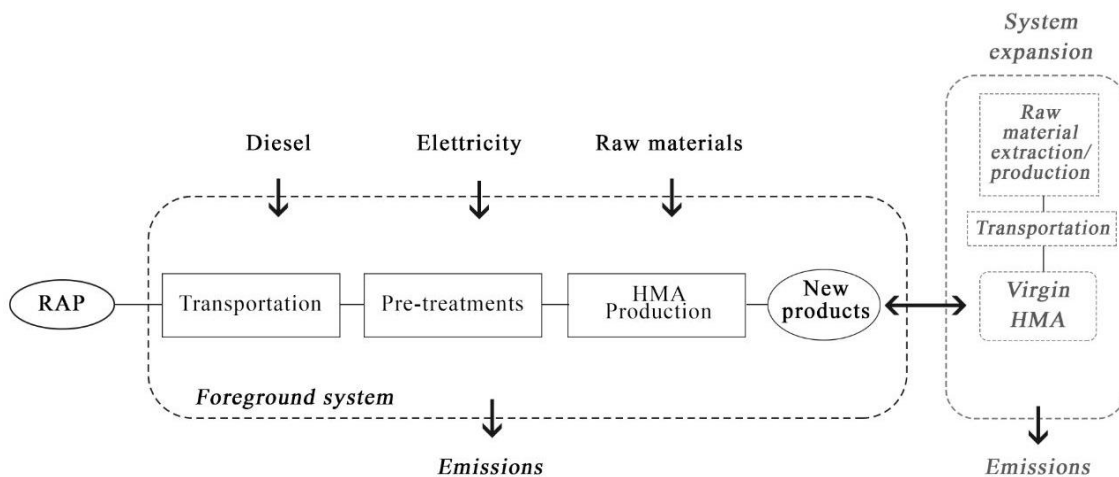 System
expansion
Raw
material
extraction/
production
Diesel
Elettricity
Raw materials
Transportation
RAP
Transportation
Pre-treatments
HMA
Production
New
products
Virgin
HMA
Foreground system
Emissions
Emissions